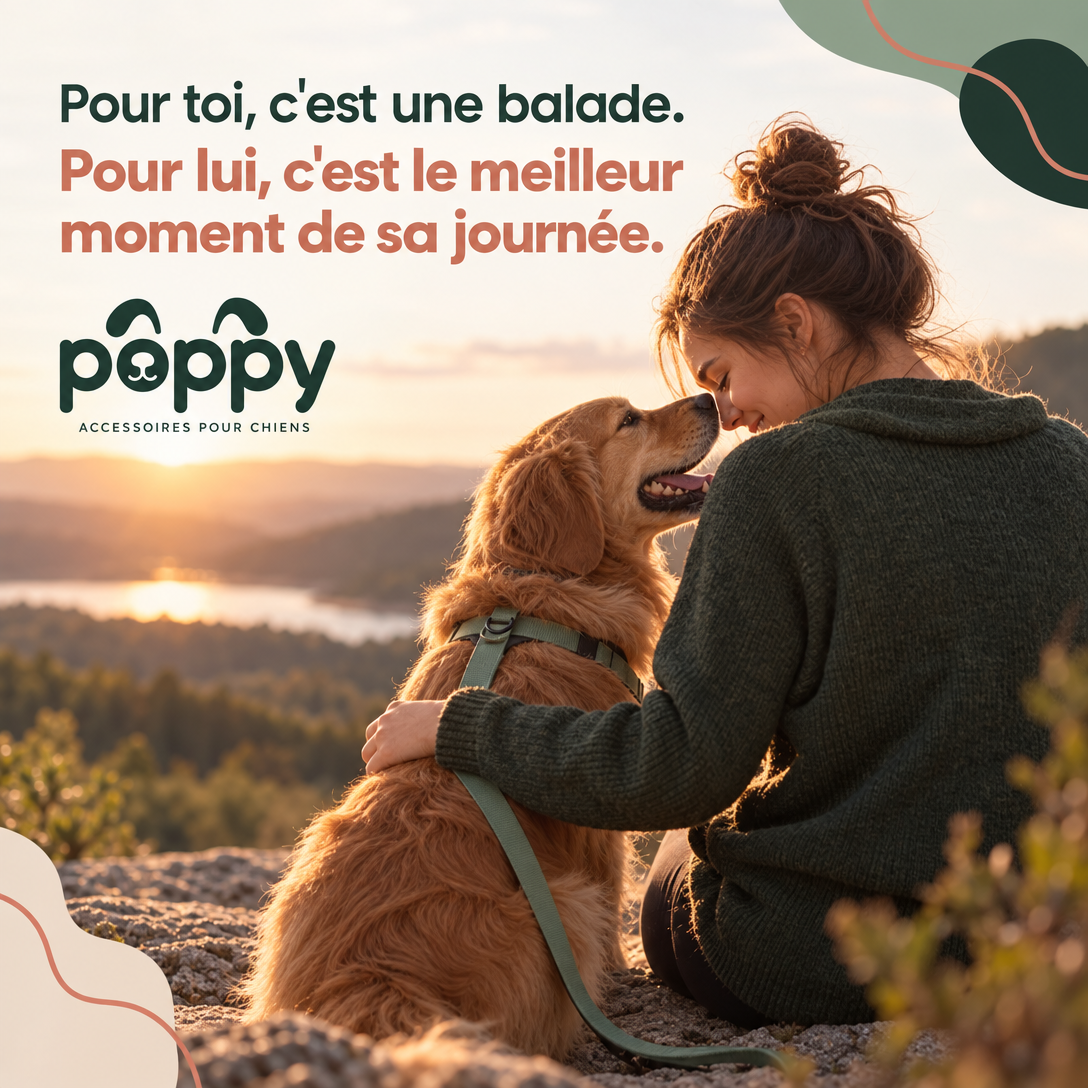 Pour toi, c'est une balade.
Pour lui, c'est le meilleur
moment de sa journée.
poppy
ACCESSOIRES POUR CHIENS